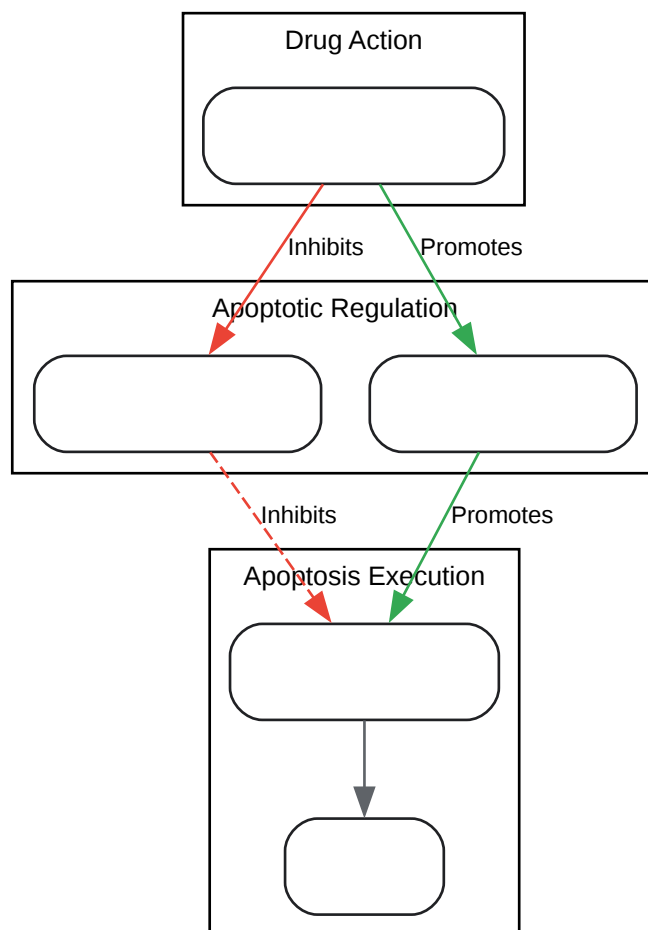 Drug Action
Inhibits
Promotes
Apoptotic Regulation
Inhibits
Promotes
Apoptosis Execution